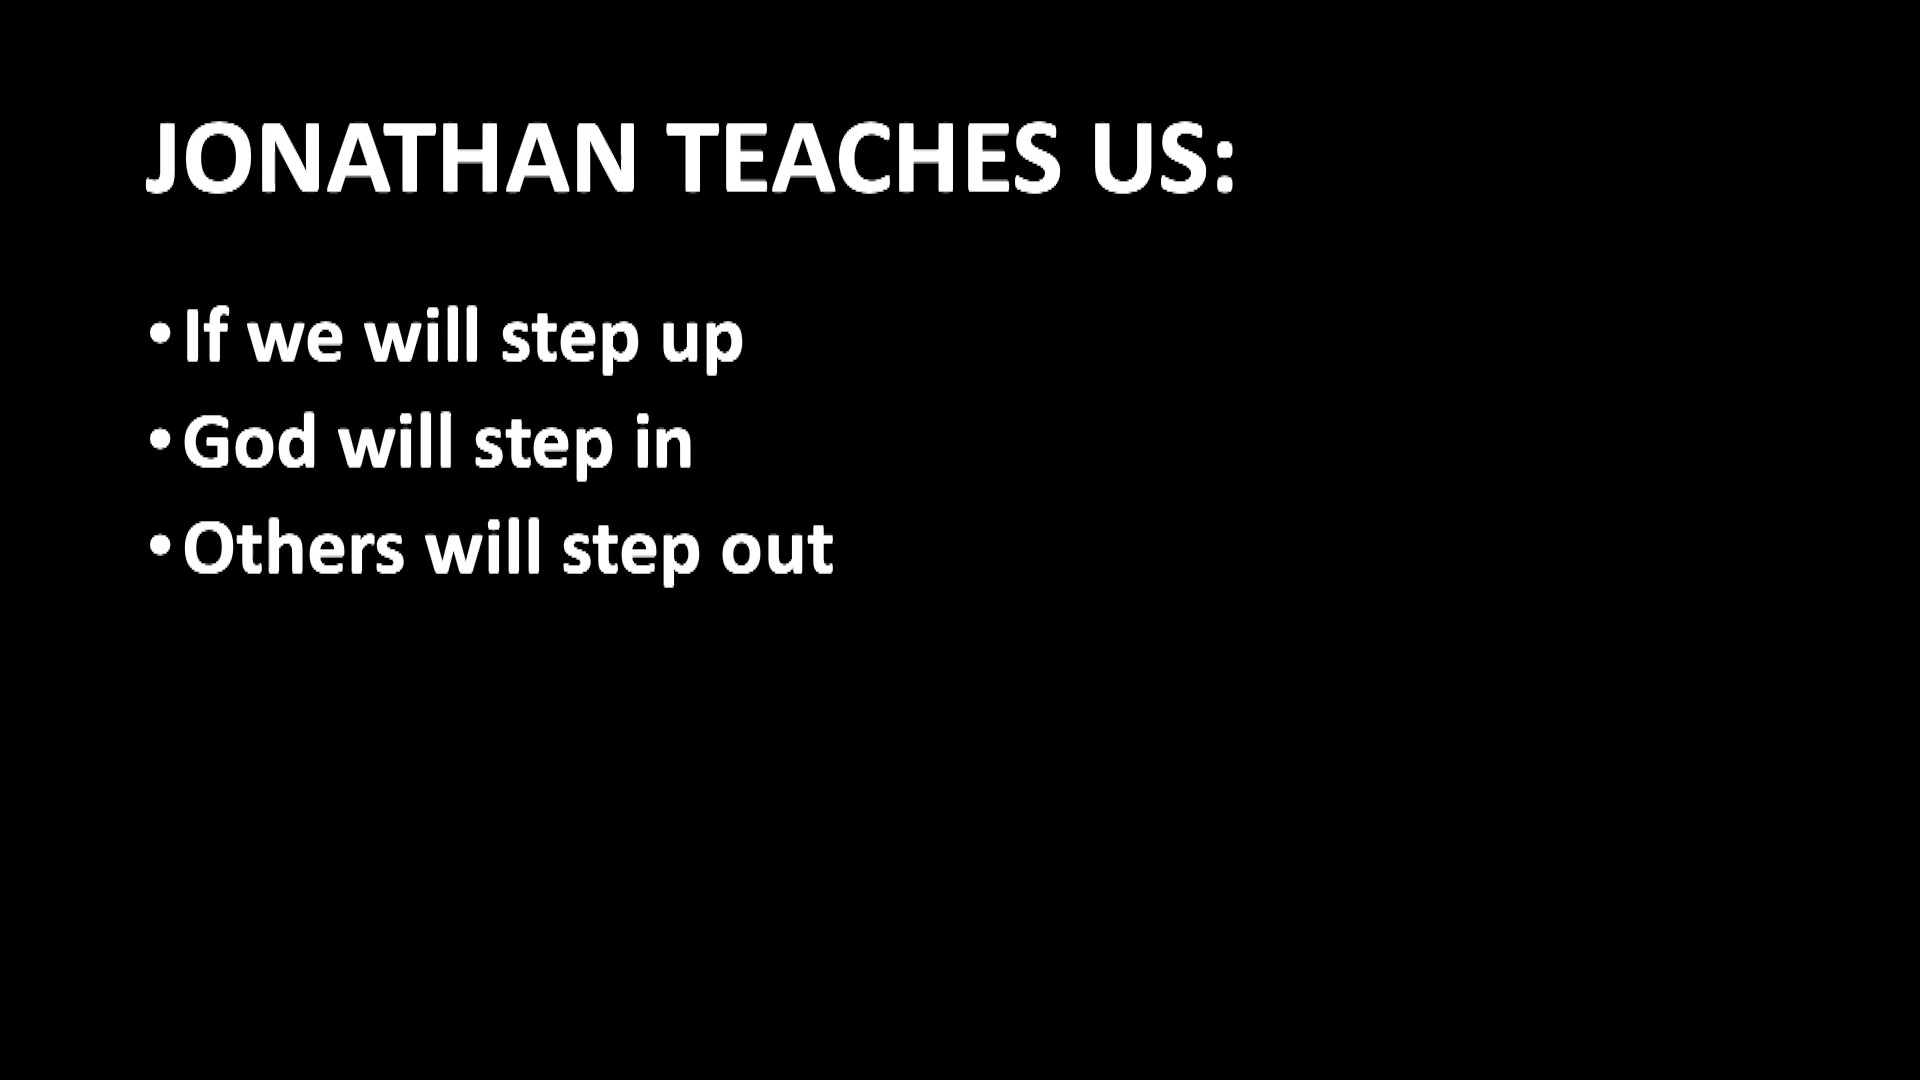 JONATHAN TEACHES US:
•If we will step up
•God will step in
•Others will step out